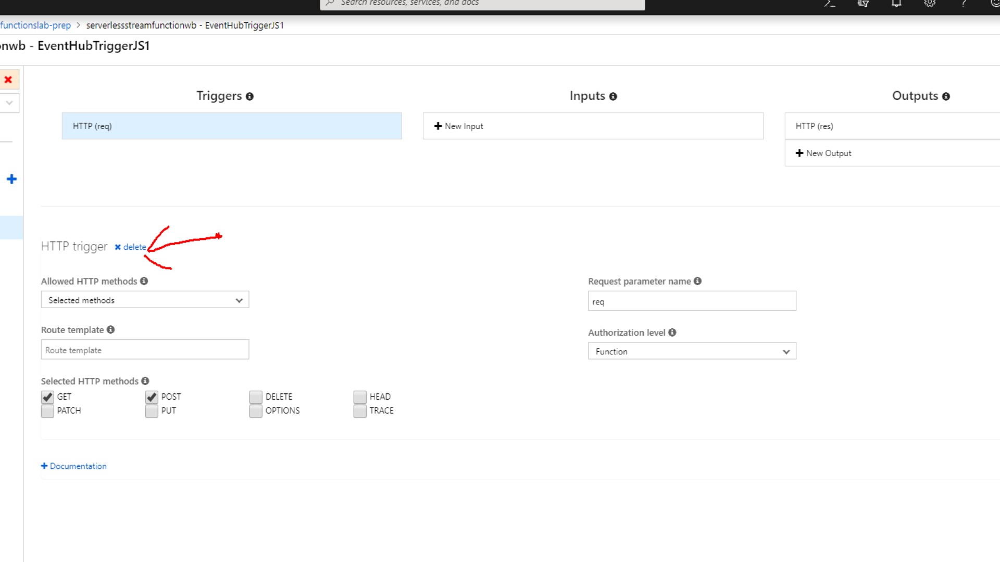 Search resources, services, and docs
functionslab-prep > serverlessstreamfunctionwb - EventHubTriggerJS1
onwb - EventHubTriggerJS1
Triggers
Inputs
Outputs
HTTP (req)
New Input
HTTP (res)
New Output
HTTP trigger
delete
Allowed HTTP methods
Request parameter name
Selected methods
req
Route template
Authorization level
Route template
Function
Selected HTTP methods
GET
POST
DELETE
HEAD
PATCH
PUT
OPTIONS
TRACE
Documentation